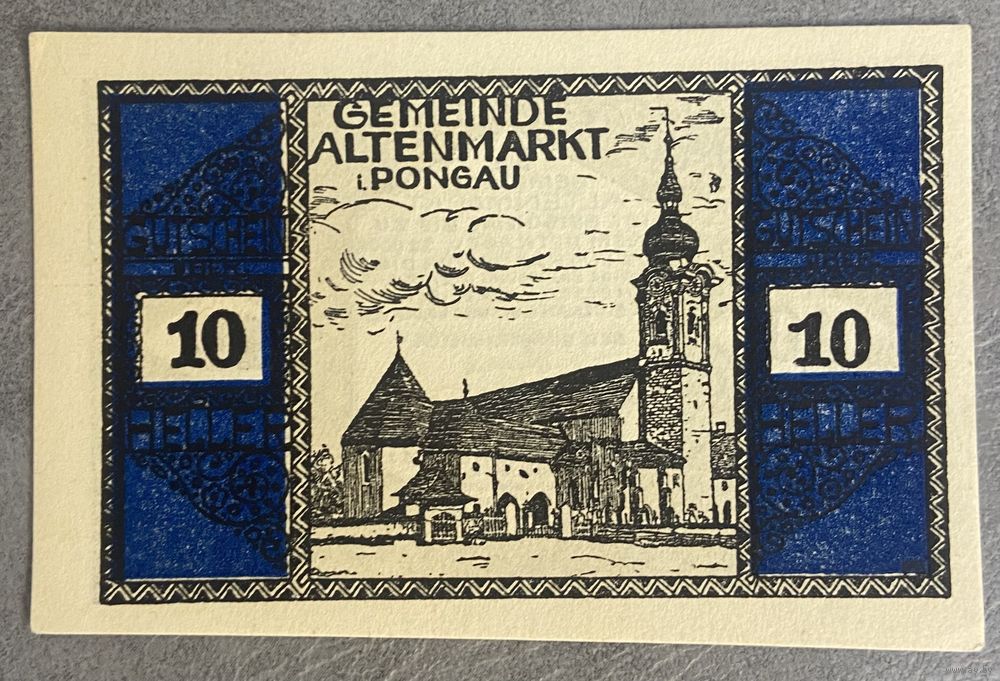 GEMEINDE
ALTENMARKT
i. PONGAU
GUTSCHEIN
10
HELLER
GUTSCHEIN
10
HELLER